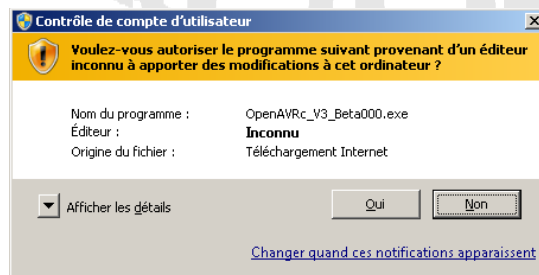 Contrôle de compte d'utilisateur
Voulez-vous autoriser le programme suivant provenant d'un éditeur
inconnu à apporter des modifications à cet ordinateur ?
Nom du programme : OpenAVRc_V3_Beta000.exe
Éditeur : Inconnu
Origine du fichier : Téléchargement Internet
Afficher les détails Oui Non
Changer quand ces notifications apparaissent